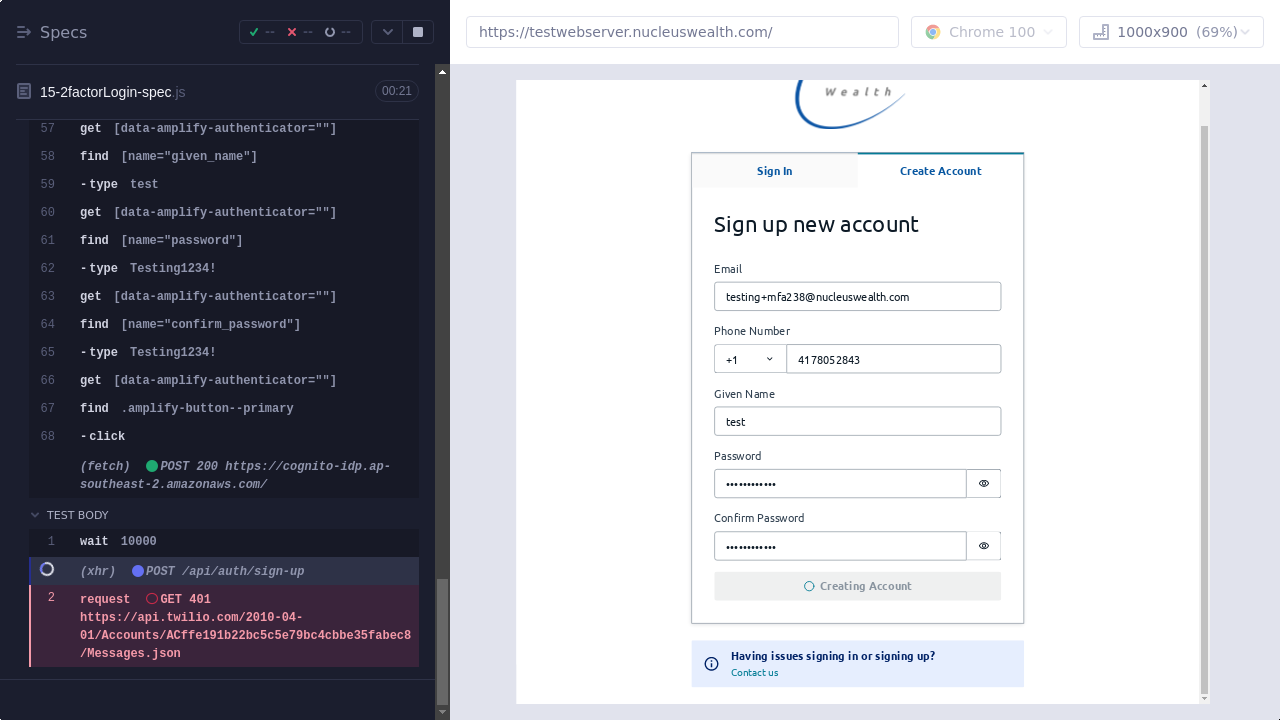 Specs
--
--
--
https://testwebserver.nucleuswealth.com/
Chrome 100
1000x900 (69%)
15-2factorLogin-spec.js
00:21
57 get [data-amplify-authenticator=""]
58 find [name="given_name"]
59 -type test
60 get [data-amplify-authenticator=""]
61 find [name="password"]
62 -type Testing1234!
63 get [data-amplify-authenticator=""]
64 find [name="confirm_password"]
65 -type Testing1234!
66 get [data-amplify-authenticator=""]
67 find .amplify-button--primary
68 -click
(fetch) POST 200 https://cognito-idp.ap-
southeast-2.amazonaws.com/
TEST BODY
1 wait 10000
(xhr) POST /api/auth/sign-up
2 request GET 401
https://api.twilio.com/2010-04-
01/Accounts/ACffe191b22bc5c5e79bc4cbbe35fabec8
/Messages.json
Wealth
Sign In
Create Account
Sign up new account
Email
testing+mfa238@nucleuswealth.com
Phone Number
+1
4178052843
Given Name
test
Password
••••••••••••
Confirm Password
••••••••••••
Creating Account
Having issues signing in or signing up?
Contact us